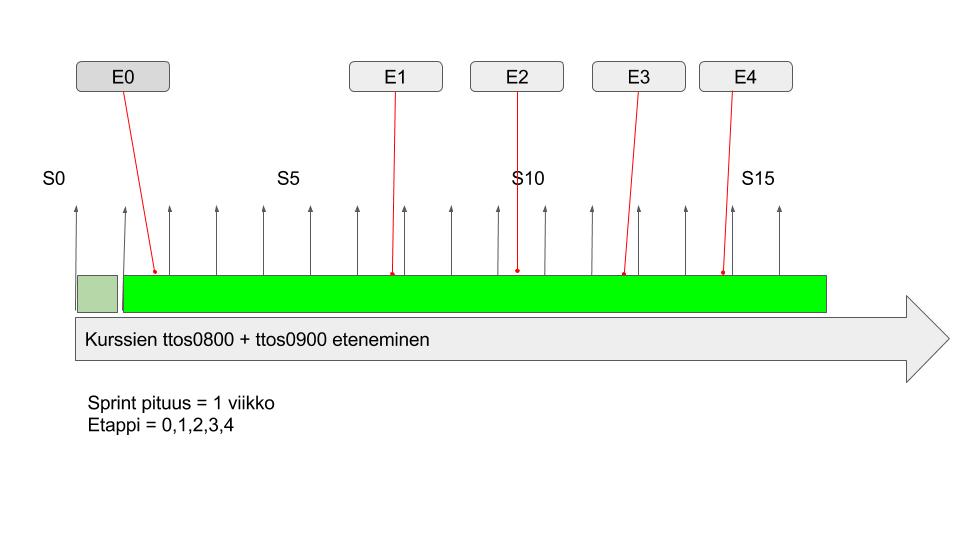 E0
E1
E2
E3
E4
S0
S5
S10
S15
Kurssien ttos0800 + ttos0900 eteneminen
Sprint pituus = 1 viikko
Etappi = 0,1,2,3,4